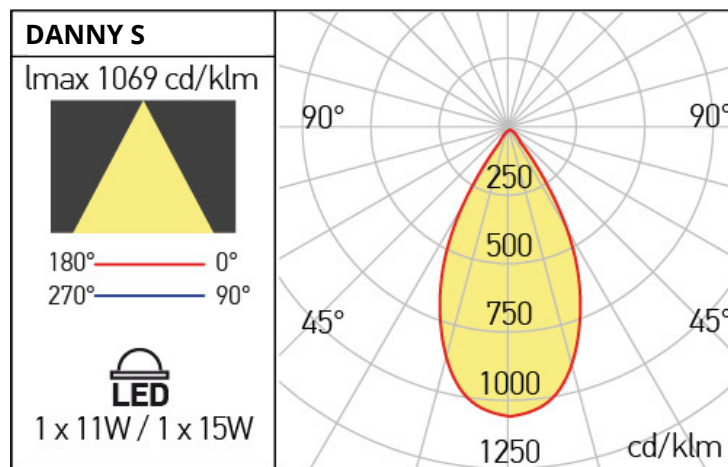 DANNY S
Imax 1069 cd/klm
180° 0°
270° 90°
LED
1 x 11W / 1 x 15W
90° 90°
250
500
750
45° 45°
1000
1250 cd/klm